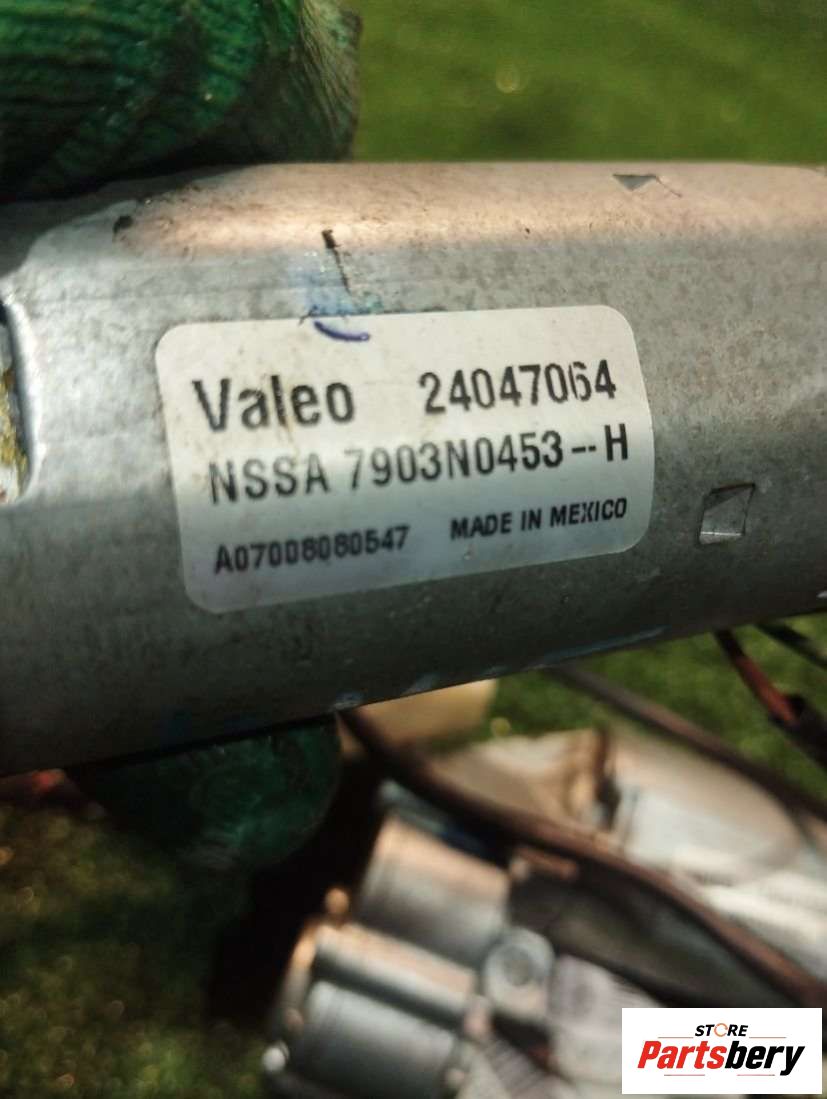 Valeo 24047064
NSSA 7903N0453--H
A07008080547 MADE IN MEXICO
STORE
Partsbery